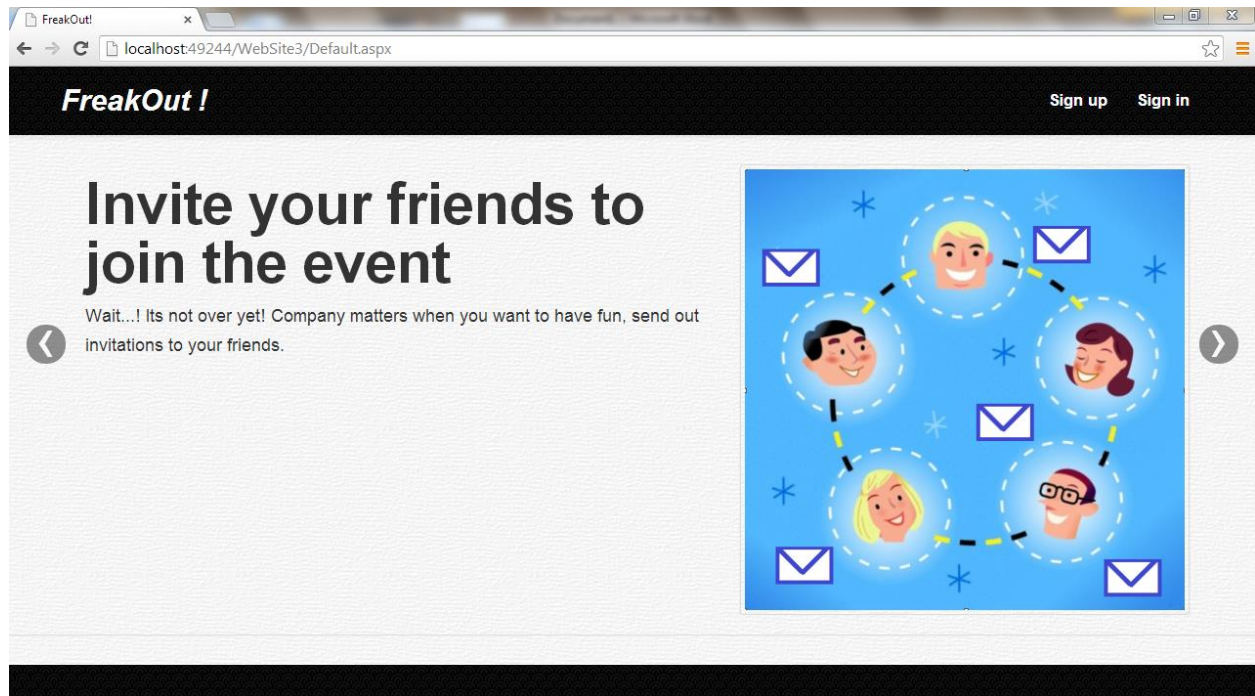 FreakOut!
localhost:49244/WebSite3/Default.aspx
FreakOut !
Sign up Sign in
Invite your friends to
join the event
Wait...! Its not over yet! Company matters when you want to have fun, send out
invitations to your friends.